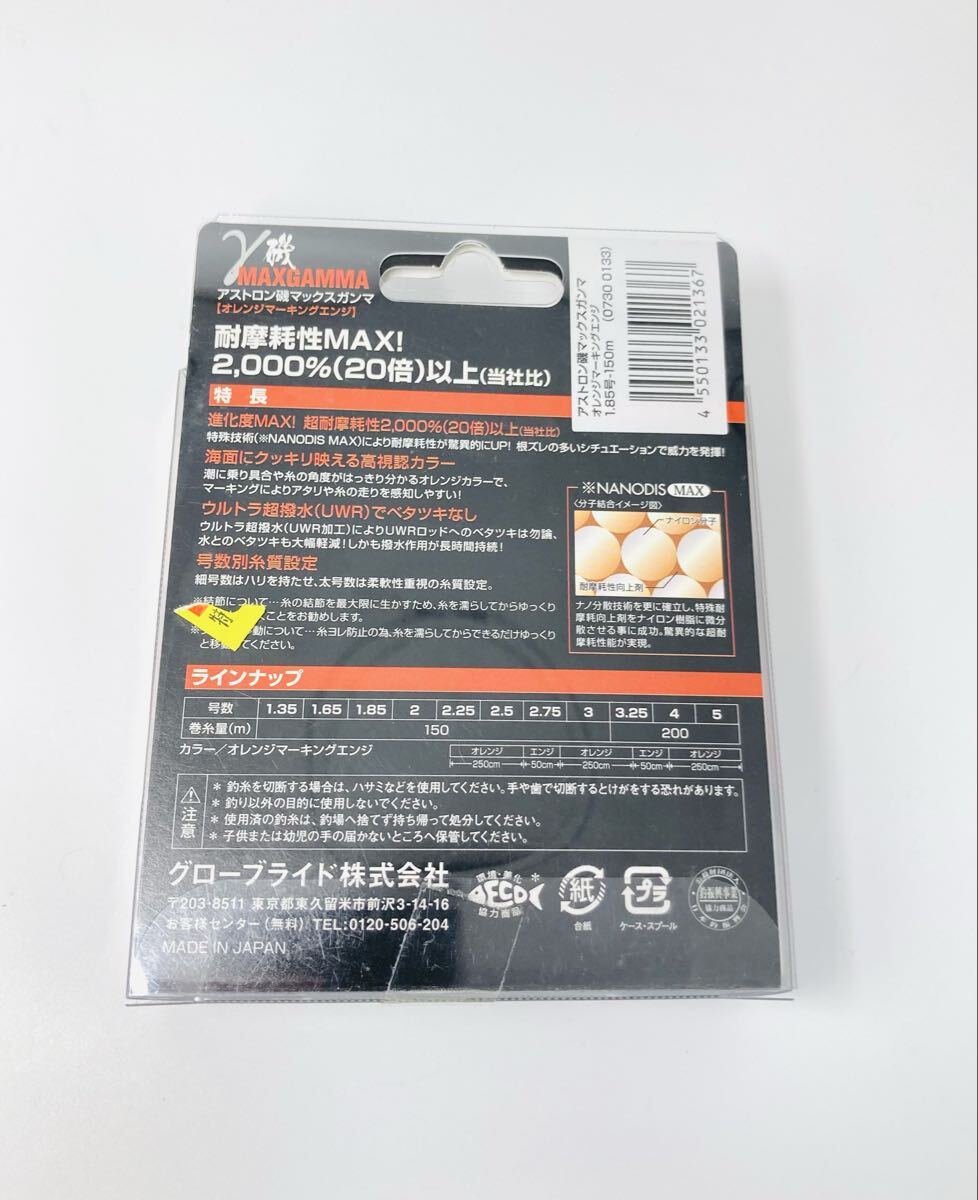 γ磯
MAXGAMMA
アストロン磯マックスガンマ
【オレンジマーキングエンジ】
耐摩耗性MAX!
2,000%(20倍)以上(当社比)
アストロン磯マックスガンマ
オレンジマーキングエンジ
1.85号-150m (0730 0133)
4 550133 021367
特 長
進化度MAX! 超耐摩耗性2,000%(20倍)以上(当社比)
特殊技術(※NANODIS MAX)により耐摩耗性が驚異的にUP! 根ズレの多いシチュエーションで威力を発揮!
海面にクッキリ映える高視認カラー
潮に乗り具合や糸の角度がはっきり分かるオレンジカラーで、
マーキングによりアタリや糸の走りを感知しやすい!
ウルトラ超撥水(UWR)でベタツキなし
ウルトラ超撥水(UWR加工)によりUWRロッドへのベタツキは勿論、
水とのベタツキも大幅軽減!しかも撥水作用が長時間持続!
号数別糸質設定
細号数はハリを持たせ、太号数は柔軟性重視の糸質設定。
※結節について…糸の結節を最大限に生かすため、糸を濡らしてからゆっくり
くことをお勧めします。
動について…糸ヨレ防止の為、糸を濡らしてからできるだけゆっくり
と移 ください。
※NANODIS MAX
〈分子結合イメージ図〉
ナイロン分子
耐摩耗性向上剤
ナノ分散技術を更に確立し、特殊耐
摩耗向上剤をナイロン樹脂に微分
散させる事に成功。驚異的な超耐
摩耗性能が実現。
ラインナップ
号数 1.35 1.65 1.85 2 2.25 2.5 2.75 3 3.25 4 5
巻糸量(m) 150 200
カラー/オレンジマーキングエンジ
オレンジ エンジ オレンジ エンジ オレンジ
250cm 50cm 250cm 50cm 250cm
注意
＊ 釣糸を切断する場合は、ハサミなどを使用してください。手や歯で切断するとけがをする恐れがあります。
＊ 釣り以外の目的に使用しないでください。
＊ 使用済の釣糸は、釣場へ捨てず持ち帰って処分してください。
＊ 子供または幼児の手の届かないところへ保管してください。
グローブライド株式会社
〒203-8511 東京都東久留米市前沢3-14-16
お客様センター(無料) TEL:0120-506-204
MADE IN JAPAN
環境・美化
ECO
協力商品
紙
台紙
プラ
ケース・スプール
釣振興事業
協力商品